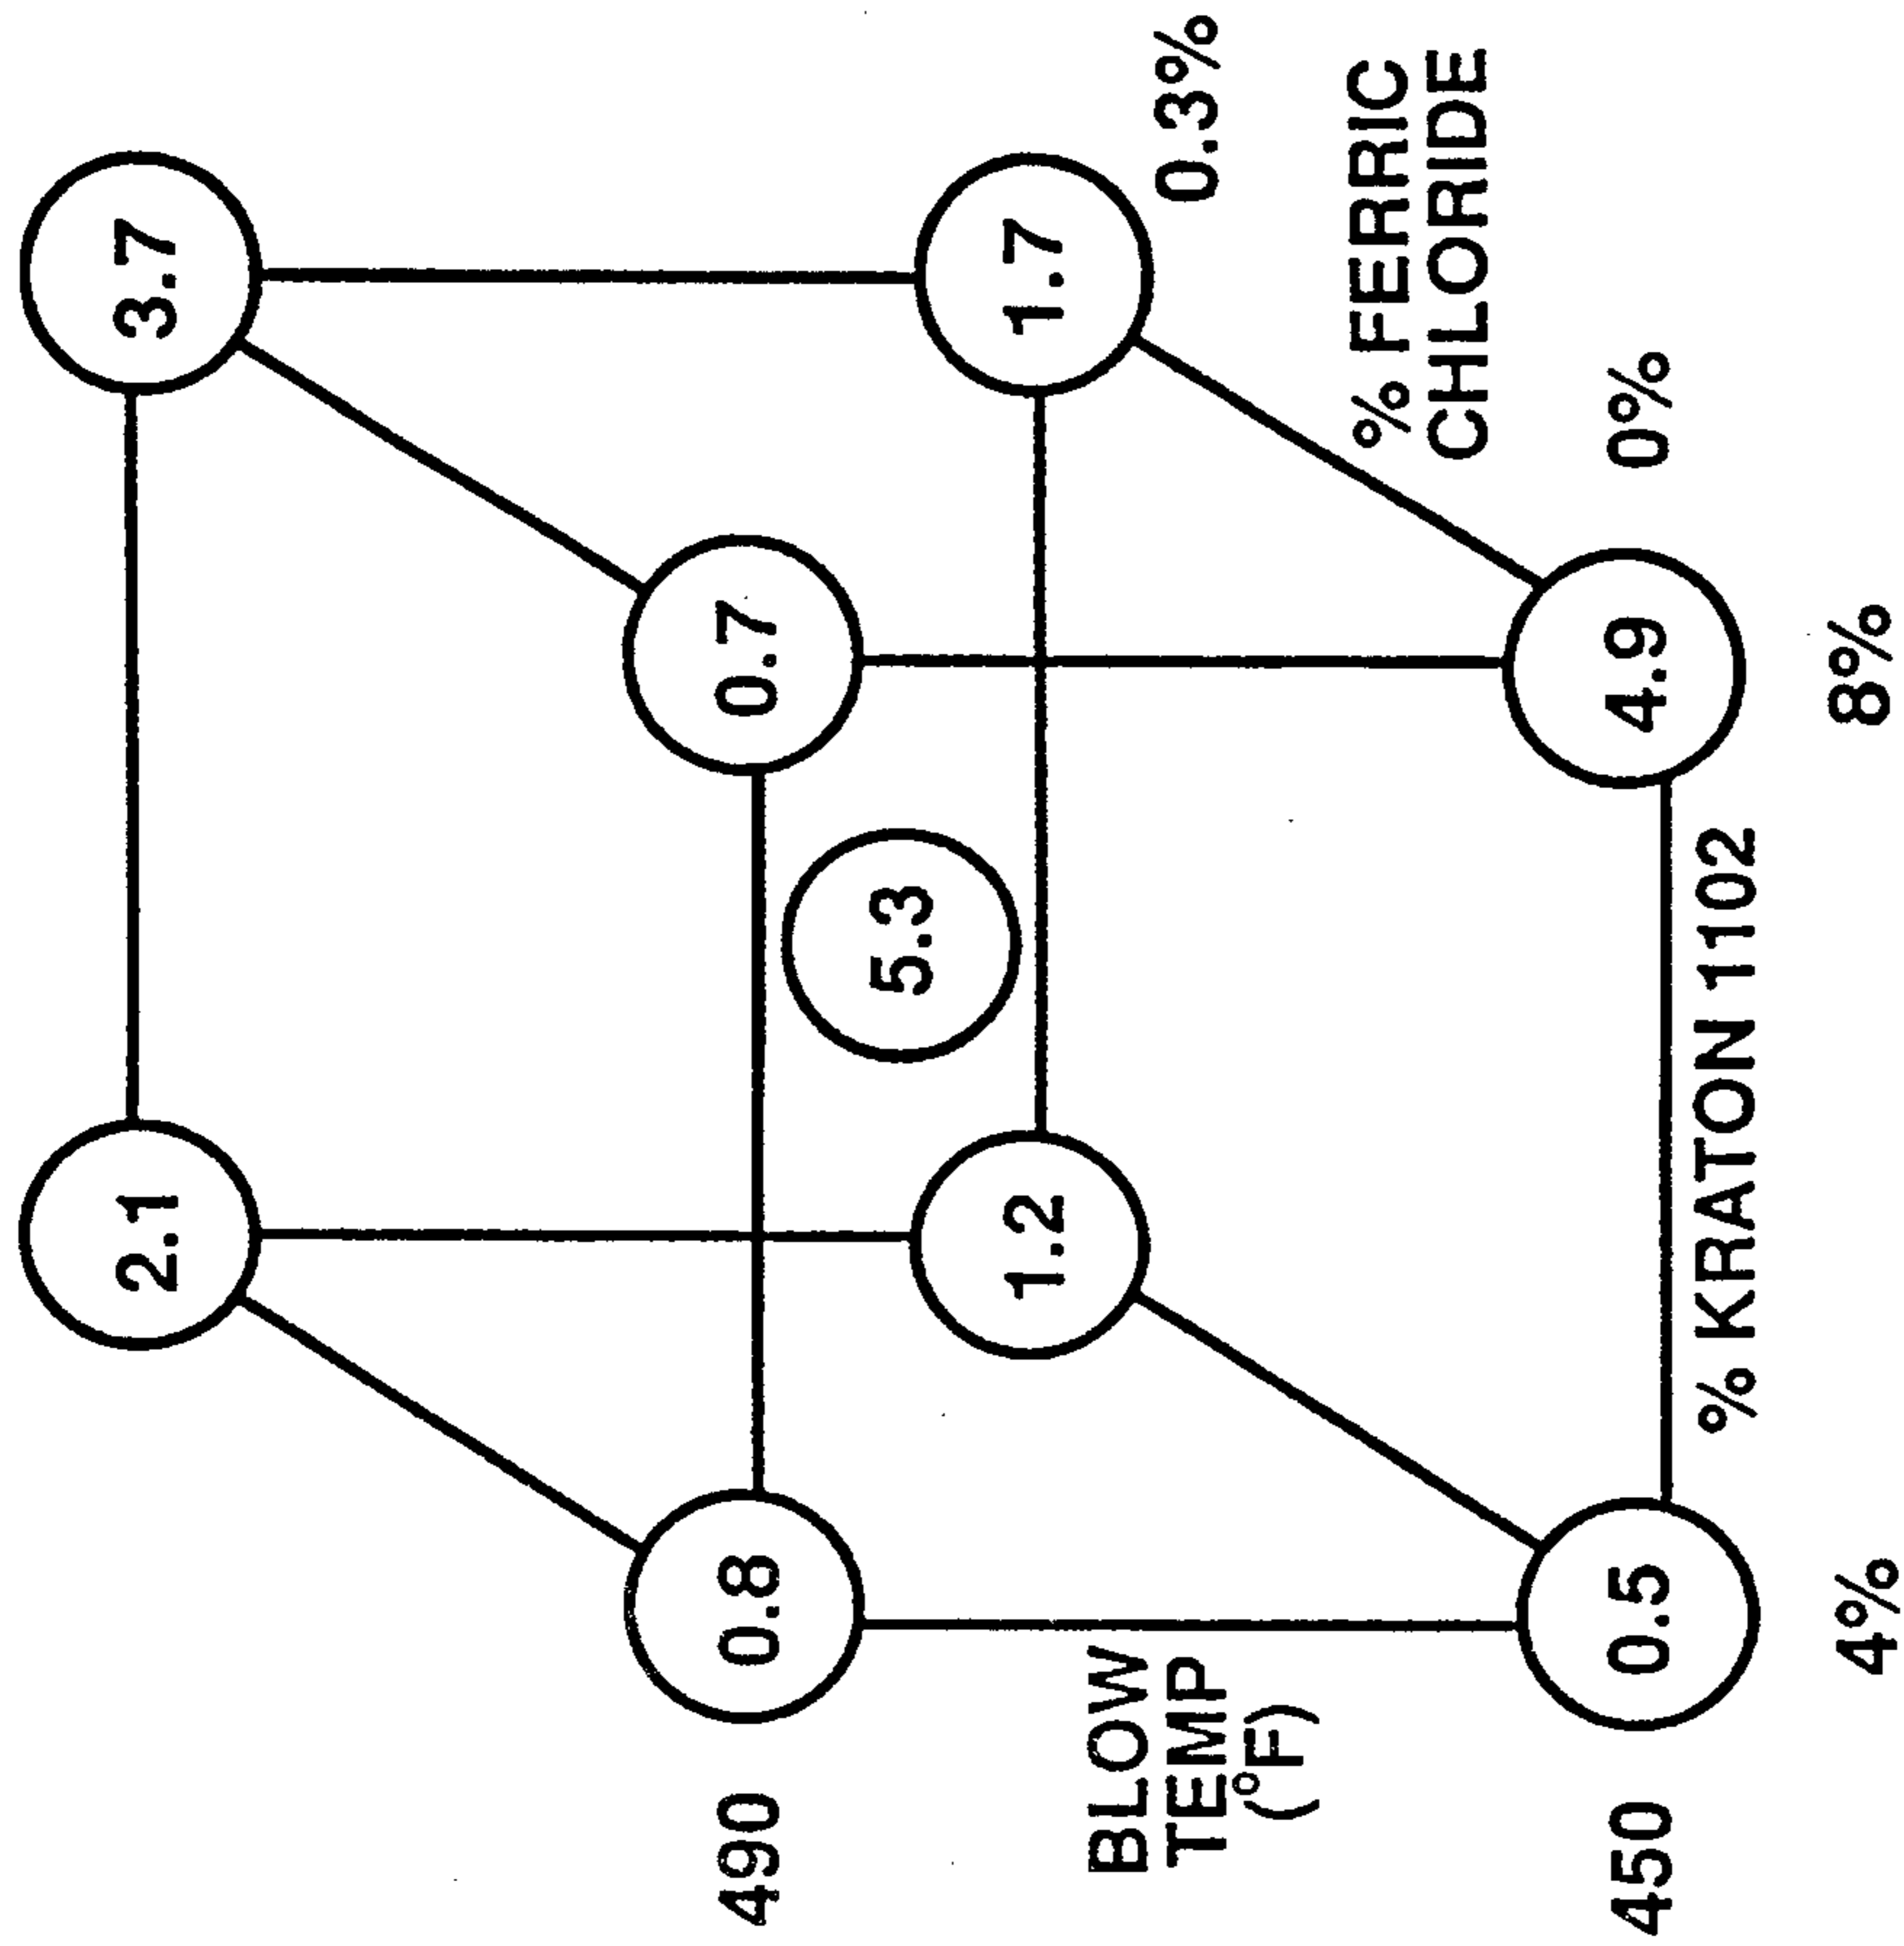 2.1 3.7
490 0.8 0.7
5.3
1.2 1.7
BLOW
TEMP
(°F)
0.3%
% FERRIC
CHLORIDE
450 0.5 4.9 0%
% KRATON 1102
4% 8%